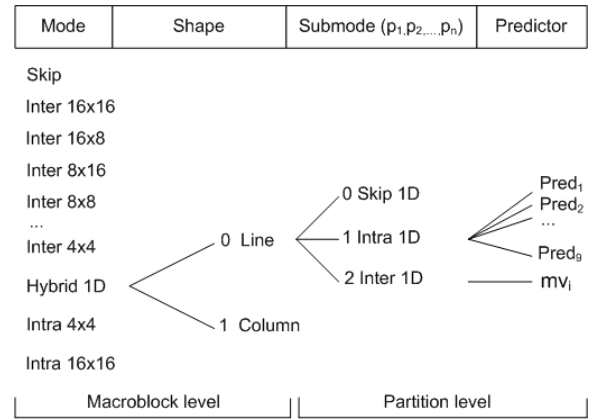 Mode Shape Submode (p1,p2,...,pn) Predictor
Skip
Inter 16x16
Inter 16x8
Inter 8x16
Inter 8x8
...
Inter 4x4
Hybrid 1D
Intra 4x4
Intra 16x16
0 Line
1 Column
0 Skip 1D
1 Intra 1D
2 Inter 1D
Pred1
Pred2
...
Pred9
mvi
Macroblock level Partition level